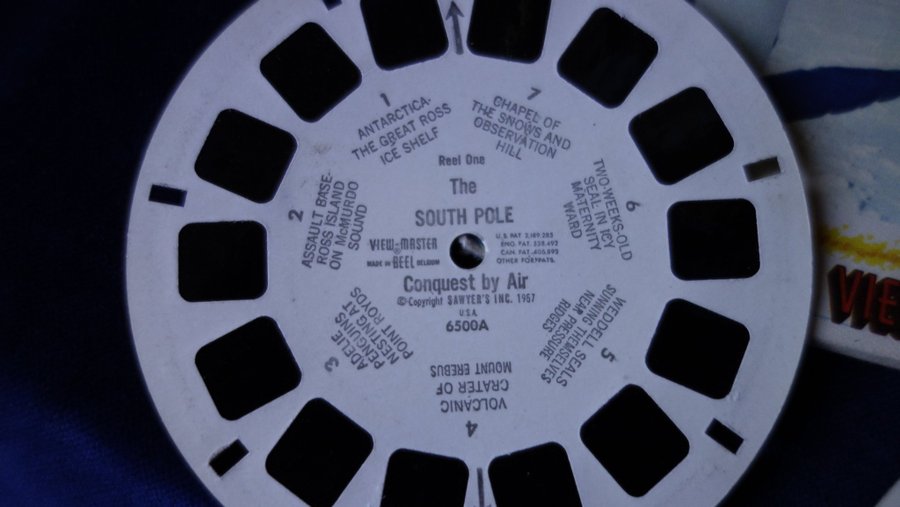 Reel One
The
SOUTH POLE
VIEW-MASTER
MADE IN REEL BELGIUM
U.S. PAT 2,189,285
ENG. PAT. 538,492
CAN. PAT.
OTHER FOR. PATS.
Conquest by Air
©Copyright SAWYER'S INC. 1957
U.S.A.
6500A
1
ANTARCTICA-
THE GREAT ROSS
ICE SHELF
2
ASSAULT BASE-
ROSS ISLAND
ON McMURDO
SOUND
3
ADELIE
PENGUINS
NESTING AT
POINT ROYDS
4
VOLCANIC
CRATER OF
MOUNT EREBUS
5
WEDDELL SEALS
SUNNING THEMSELVES
NEAR PRESSURE
RIDGES
6
TWO-WEEKS-OLD
SEAL IN ICY
MATERNITY
WARD
7
CHAPEL OF
THE SNOWS AND
OBSERVATION
HILL